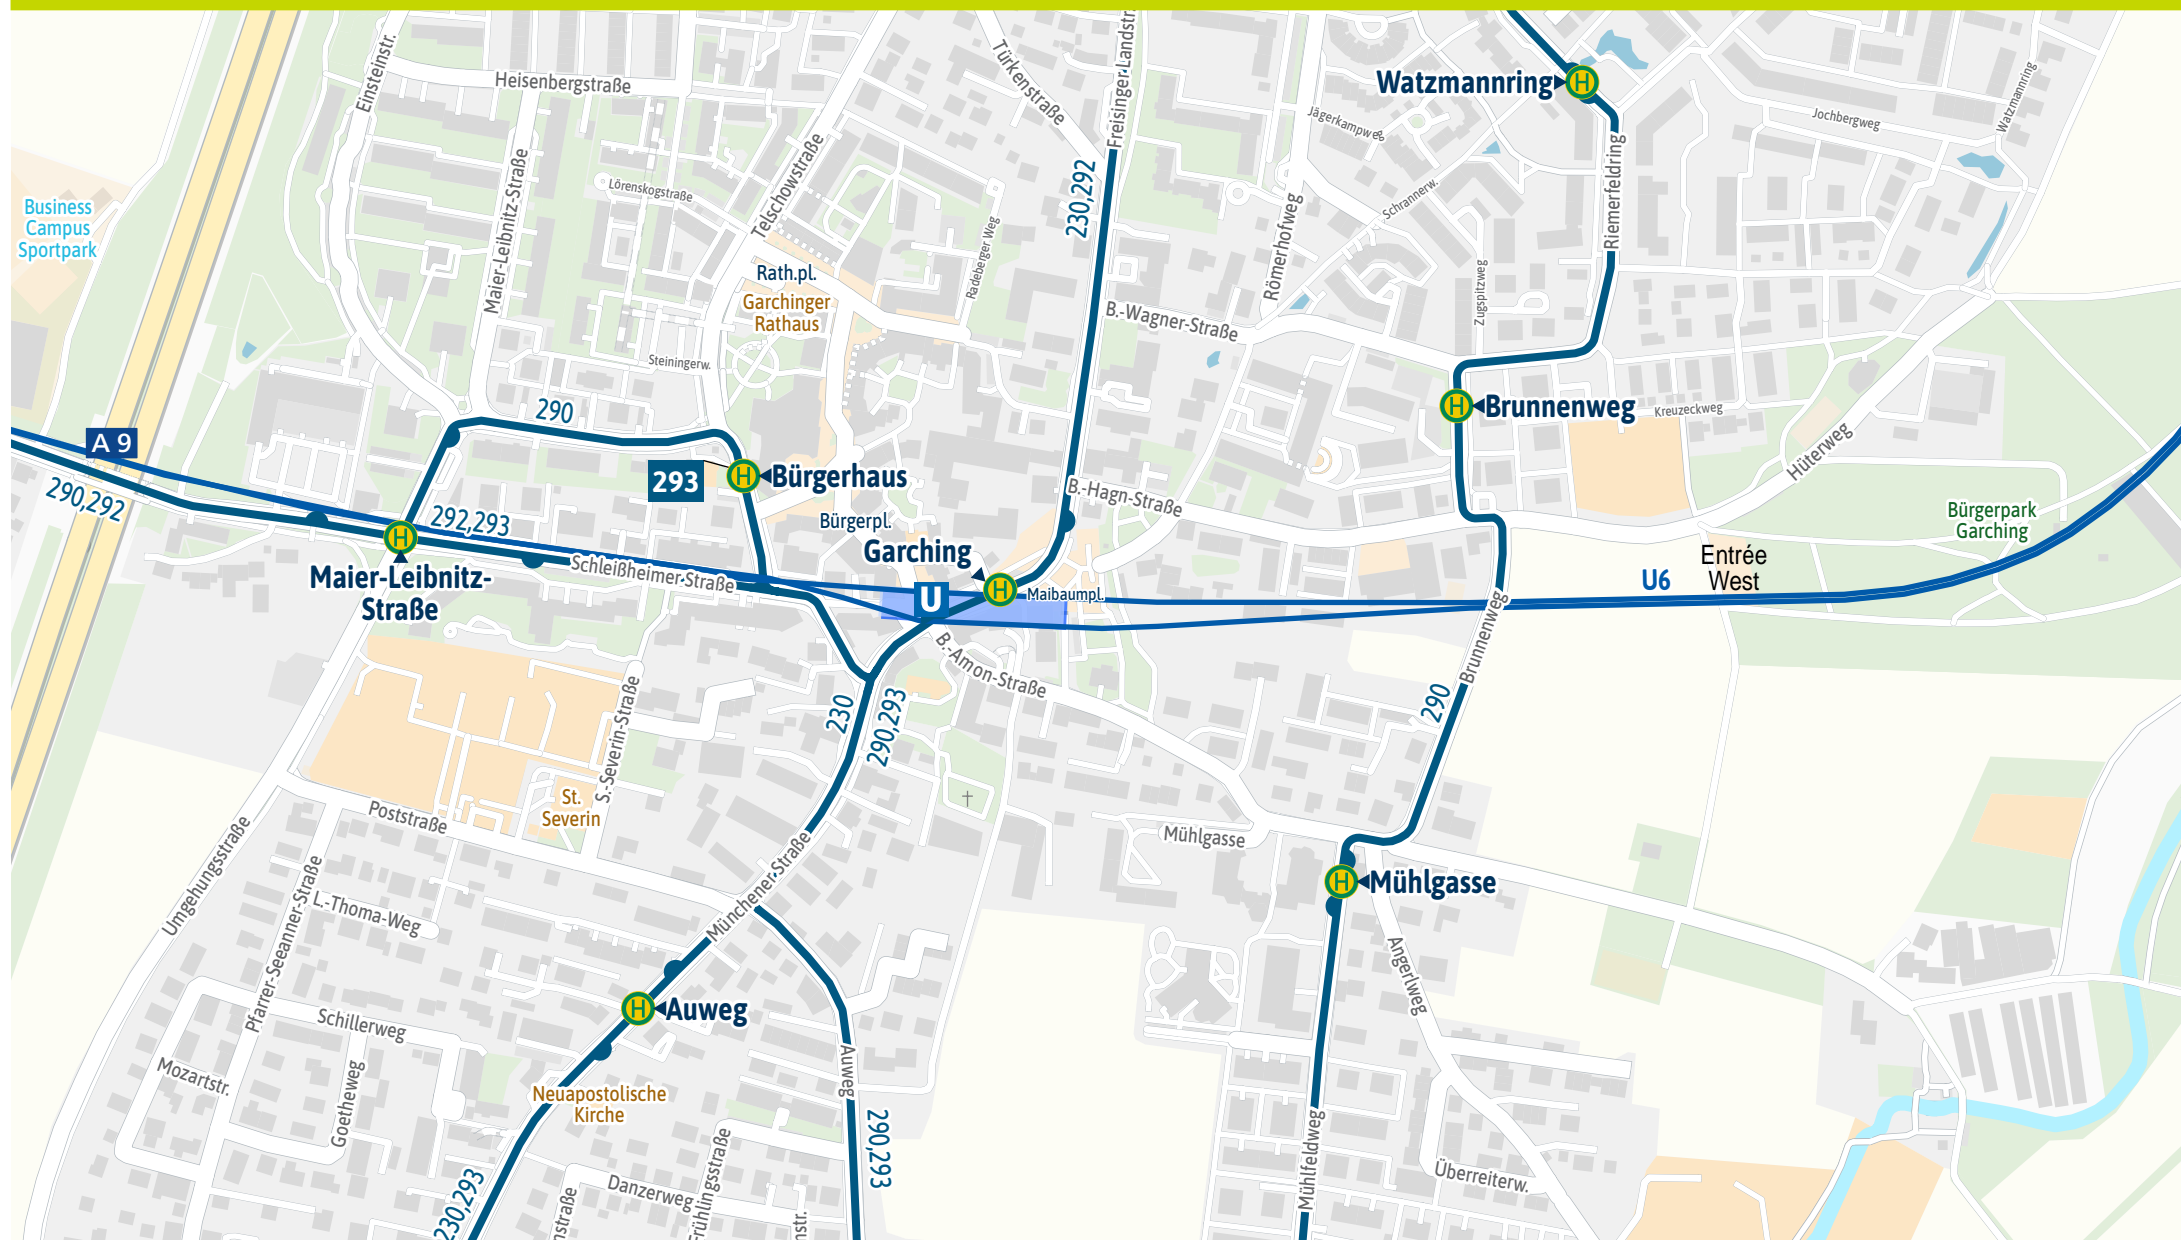 Einsteinstr.
Heisenbergstraße
Türkenstraße
Freisinger Landstr.
Watzmannring
H
Watzmannring
Jägerkampweg
Jochbergweg
Maier-Leibnitz-Straße
Telschowstraße
Lörenskogstraße
Riemerfeldring
Business
Campus
Sportpark
230,292
Schrannerw.
Römerhofweg
Radeberger Weg
Zugspitzweg
Rath.pl.
Garchinger
Rathaus
B.-Wagner-Straße
Steiningerw.
290
H
Brunnenweg
Kreuzeckweg
Hüterweg
A 9
293
H
Bürgerhaus
290,292
B.-Hagn-Straße
292,293
Bürgerpl.
Bürgerpark
Garching
H
Garching
Entrée
West
Maier-Leibnitz-
Straße
Schleißheimer Straße
U
H
Maibaumpl.
U6
Brunnenweg
B.-Amon-Straße
S.-Severin-Straße
230
290,293
290
St.
Severin
Poststraße
Umgehungsstraße
Münchener Straße
Mühlgasse
H
Mühlgasse
Pfarrer-Seeanner-Straße
L.-Thoma-Weg
Angerlweg
H
Auweg
Schillerweg
Mozartstr.
Goetheweg
Auweg
Neuapostolische
Kirche
290,293
Mühlfeldweg
Überreiterw.
Frühlingsstraße
Danzerweg
230,293
nstraße
nstr.